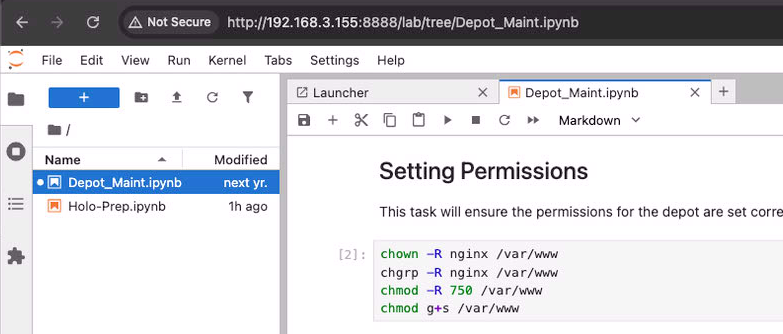 Not Secure http://192.168.3.155:8888/lab/tree/Depot_Maint.ipynb
File Edit View Run Kernel Tabs Settings Help
+
Launcher
Depot_Maint.ipynb
+
/
Markdown
Name Modified
Depot_Maint.ipynb next yr.
Holo-Prep.ipynb 1h ago
Setting Permissions
This task will ensure the permissions for the depot are set corre
[2]:
chown -R nginx /var/www
chgrp -R nginx /var/www
chmod -R 750 /var/www
chmod g+s /var/www